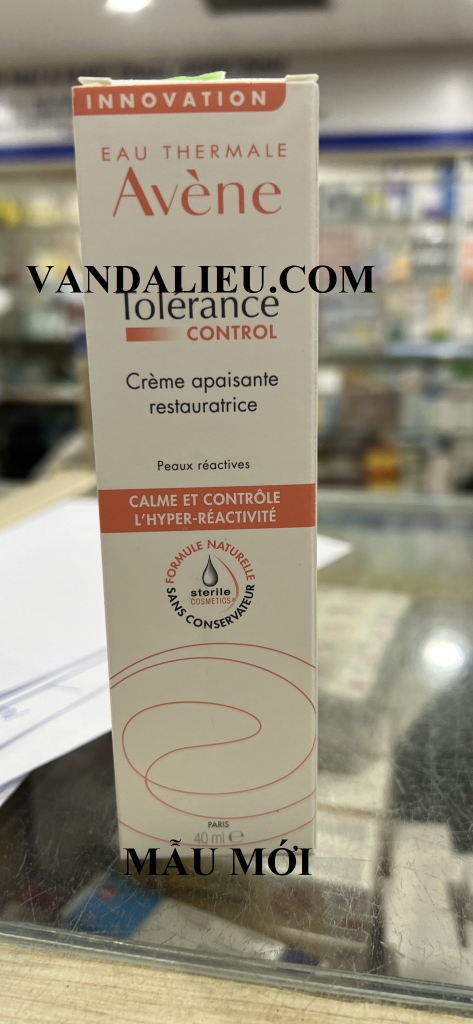 INNOVATION
EAU THERMALE
Avène
VANDALIEU.COM
Tolérance
CONTROL
Crème apaisante
restauratrice
Peaux réactives
CALME ET CONTRÔLE
L'HYPER-RÉACTIVITÉ
FORMULE NATURELLE
sterile
COSMETICS®
SANS CONSERVATEUR
PARIS
40 ml e
MẪU MỚI